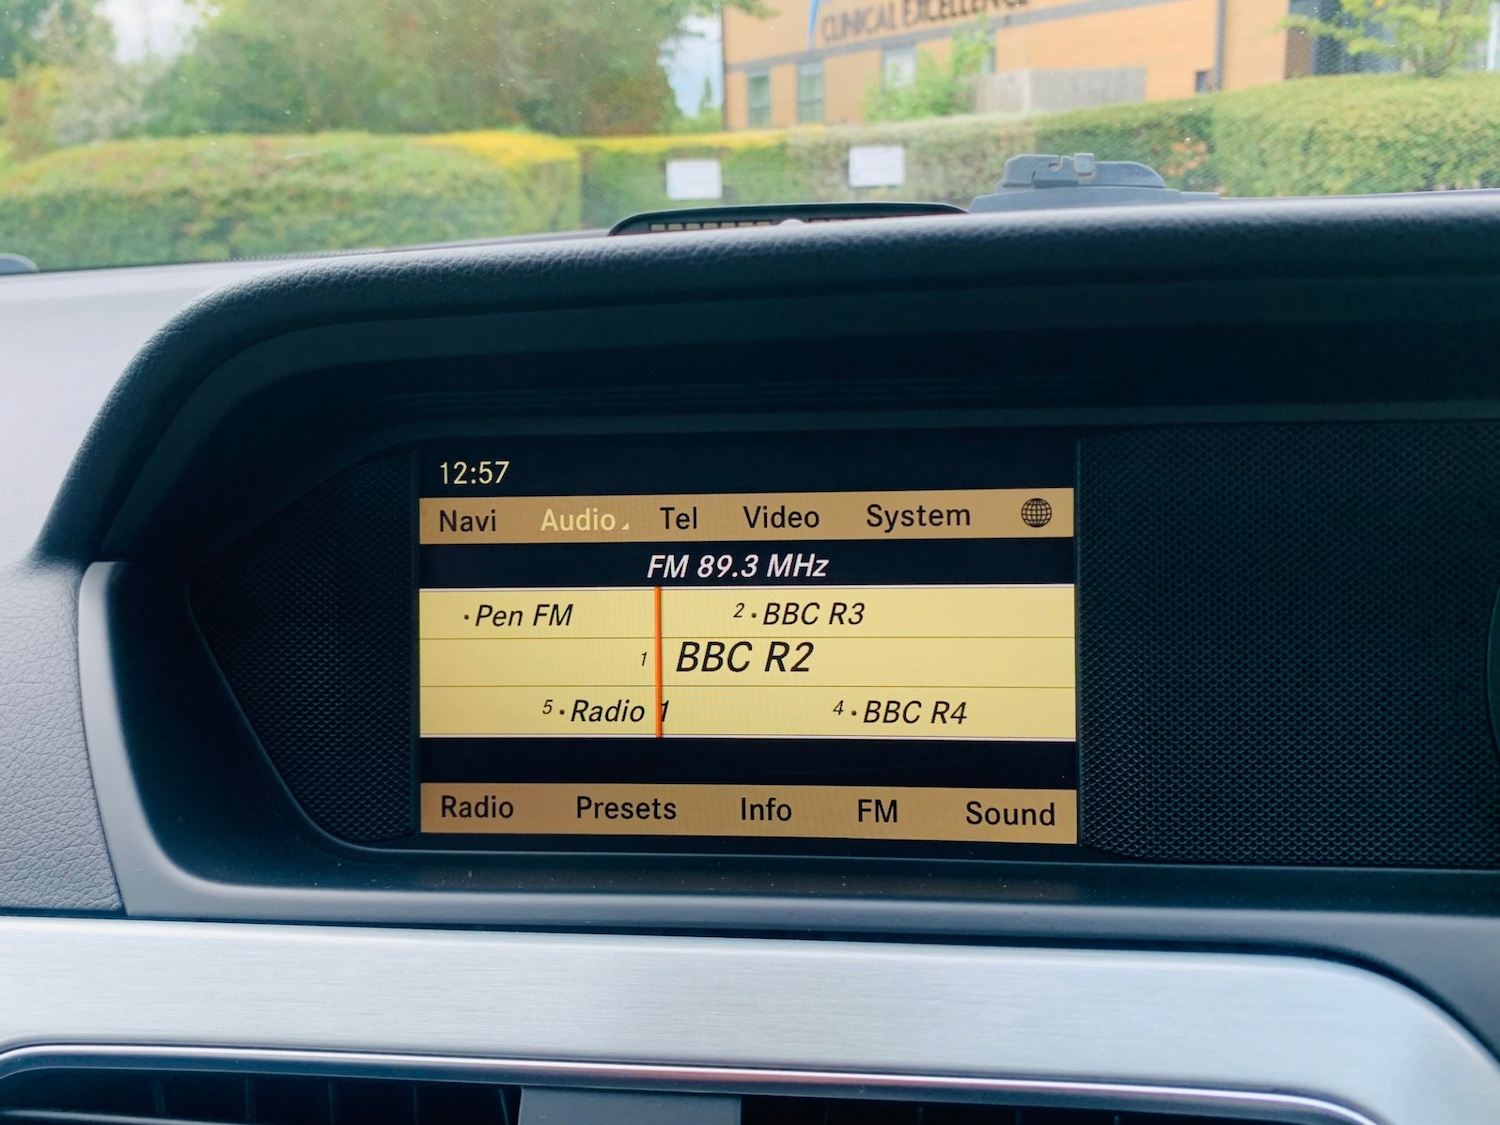 CLINICAL EXCELLENCE
12:57
Navi Audio Tel Video System
FM 89.3 MHz
· Pen FM 2 · BBC R3
1 BBC R2
5 · Radio 1 4 · BBC R4
Radio Presets Info FM Sound